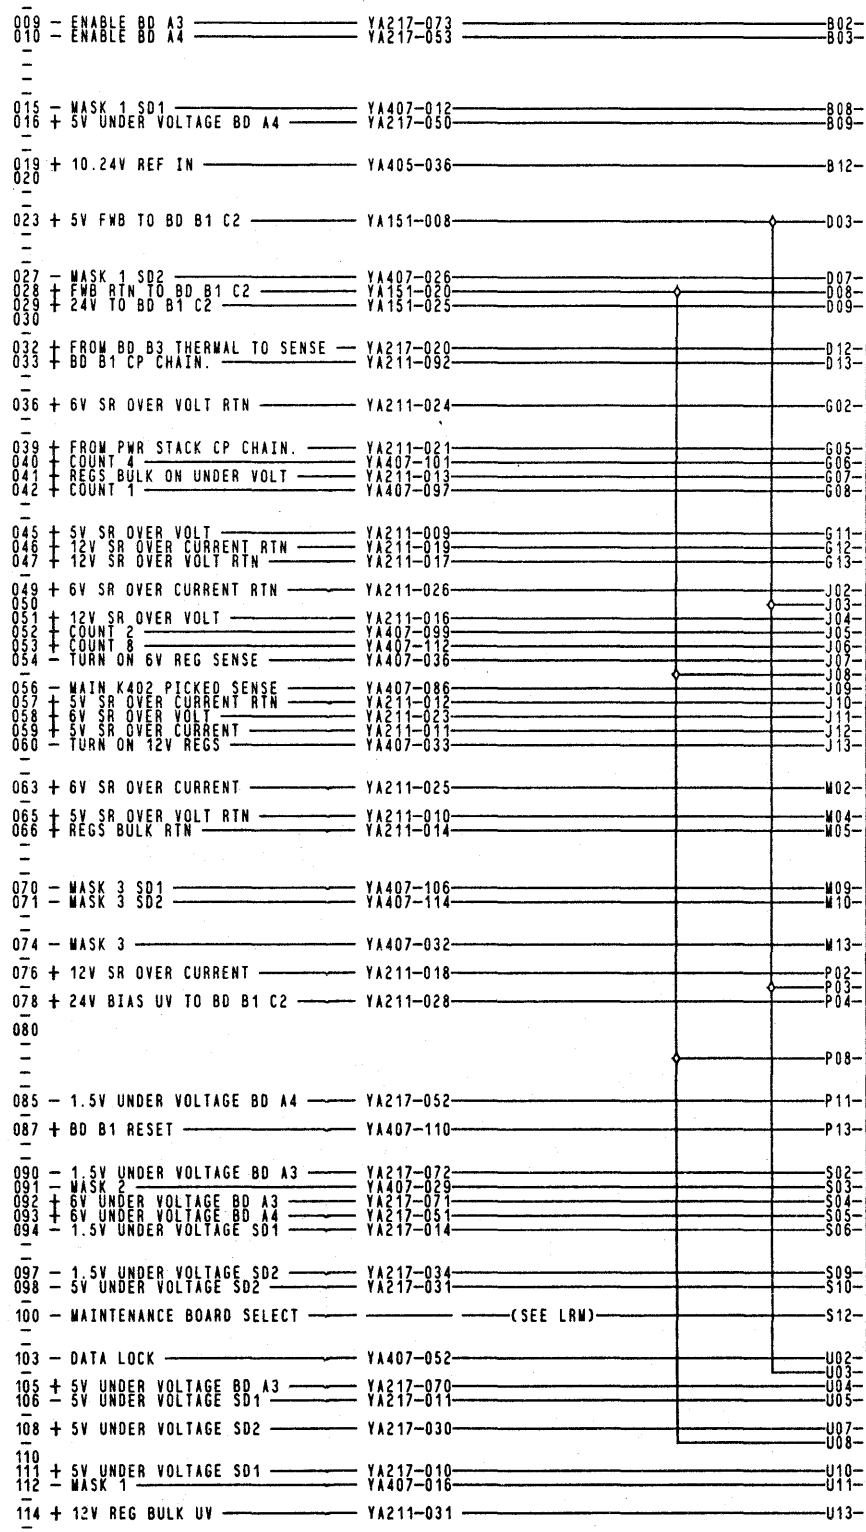 009 - ENABLE BD A3 YA217-073 B02-
010 - ENABLE BD A4 YA217-053 B03-
015 - MASK 1 SD1 YA407-012 B08-
016 + 5V UNDER VOLTAGE BD A4 YA217-050 B09-
019 + 10.24V REF IN YA405-036 B12-
020
023 + 5V FWB TO BD B1 C2 YA151-008 D03-
027 - MASK 1 SD2 YA407-026 D07-
028 + FWB RTN TO BD B1 C2 YA151-020 D08-
029 + 24V TO BD B1 C2 YA151-025 D09-
030
032 + FROM BD B3 THERMAL TO SENSE YA217-020 D12-
033 + BD B1 CP CHAIN. YA211-092 D13-
036 + 6V SR OVER VOLT RTN YA211-024 G02-
039 + FROM PWR STACK CP CHAIN. YA211-021 G05-
040 + COUNT 4 YA407-101 G06-
041 + REGS BULK ON UNDER VOLT YA211-013 G07-
042 + COUNT 1 YA407-097 G08-
045 + 5V SR OVER VOLT YA211-009 G11-
046 + 12V SR OVER CURRENT RTN YA211-019 G12-
047 + 12V SR OVER VOLT RTN YA211-017 G13-
049 + 6V SR OVER CURRENT RTN YA211-026 J02-
050 J03-
051 + 12V SR OVER VOLT YA211-016 J04-
052 + COUNT 2 YA407-099 J05-
053 + COUNT 8 YA407-112 J06-
054 - TURN ON 6V REG SENSE YA407-036 J07-
J08-
056 - MAIN K402 PICKED SENSE YA407-086 J09-
057 + 5V SR OVER CURRENT RTN YA211-012 J10-
058 + 6V SR OVER VOLT YA211-023 J11-
059 + 5V SR OVER CURRENT YA211-011 J12-
060 - TURN ON 12V REGS YA407-033 J13-
063 + 6V SR OVER CURRENT YA211-025 M02-
065 + 5V SR OVER VOLT RTN YA211-010 M04-
066 + REGS BULK RTN YA211-014 M05-
070 - MASK 3 SD1 YA407-106 M09-
071 - MASK 3 SD2 YA407-114 M10-
074 - MASK 3 YA407-032 M13-
076 + 12V SR OVER CURRENT YA211-018 P02-
P03-
078 + 24V BIAS UV TO BD B1 C2 YA211-028 P04-
080
P08-
085 - 1.5V UNDER VOLTAGE BD A4 YA217-052 P11-
087 + BD B1 RESET YA407-110 P13-
090 - 1.5V UNDER VOLTAGE BD A3 YA217-072 S02-
091 - MASK 2 YA407-029 S03-
092 + 6V UNDER VOLTAGE BD A3 YA217-071 S04-
093 + 6V UNDER VOLTAGE BD A4 YA217-051 S05-
094 - 1.5V UNDER VOLTAGE SD1 YA217-014 S06-
097 - 1.5V UNDER VOLTAGE SD2 YA217-034 S09-
098 - 5V UNDER VOLTAGE SD2 YA217-031 S10-
100 - MAINTENANCE BOARD SELECT (SEE LRM) S12-
103 - DATA LOCK YA407-052 U02-
U03-
105 + 5V UNDER VOLTAGE BD A3 YA217-070 U04-
106 - 5V UNDER VOLTAGE SD1 YA217-011 U05-
108 + 5V UNDER VOLTAGE SD2 YA217-030 U07-
U08-
110
111 + 5V UNDER VOLTAGE SD1 YA217-010 U10-
112 - MASK 1 YA407-016 U11-
114 + 12V REG BULK UV YA211-031 U13-